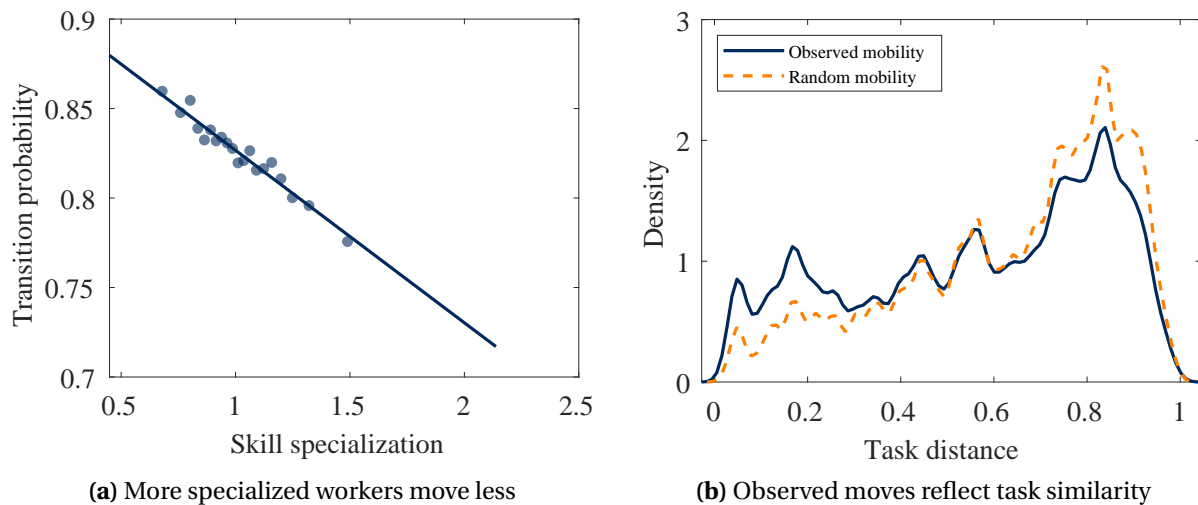 0.9
0.85
0.8
0.75
0.7
Transition probability
0.5
1
1.5
2
2.5
Skill specialization
(a) More specialized workers move less
3
2
1
0
Density
Observed mobility
Random mobility
0
0.2
0.4
0.6
0.8
1
Task distance
(b) Observed moves reflect task similarity